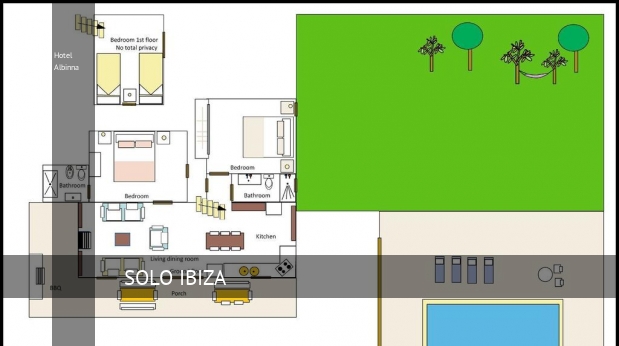 Hotel
Albinna
Bedroom 1st floor
No total privacy
Bedroom
Bathroom
Bedroom
Bathroom
Kitchen
Living dining room
SOLO IBIZA
BBQ
Porch